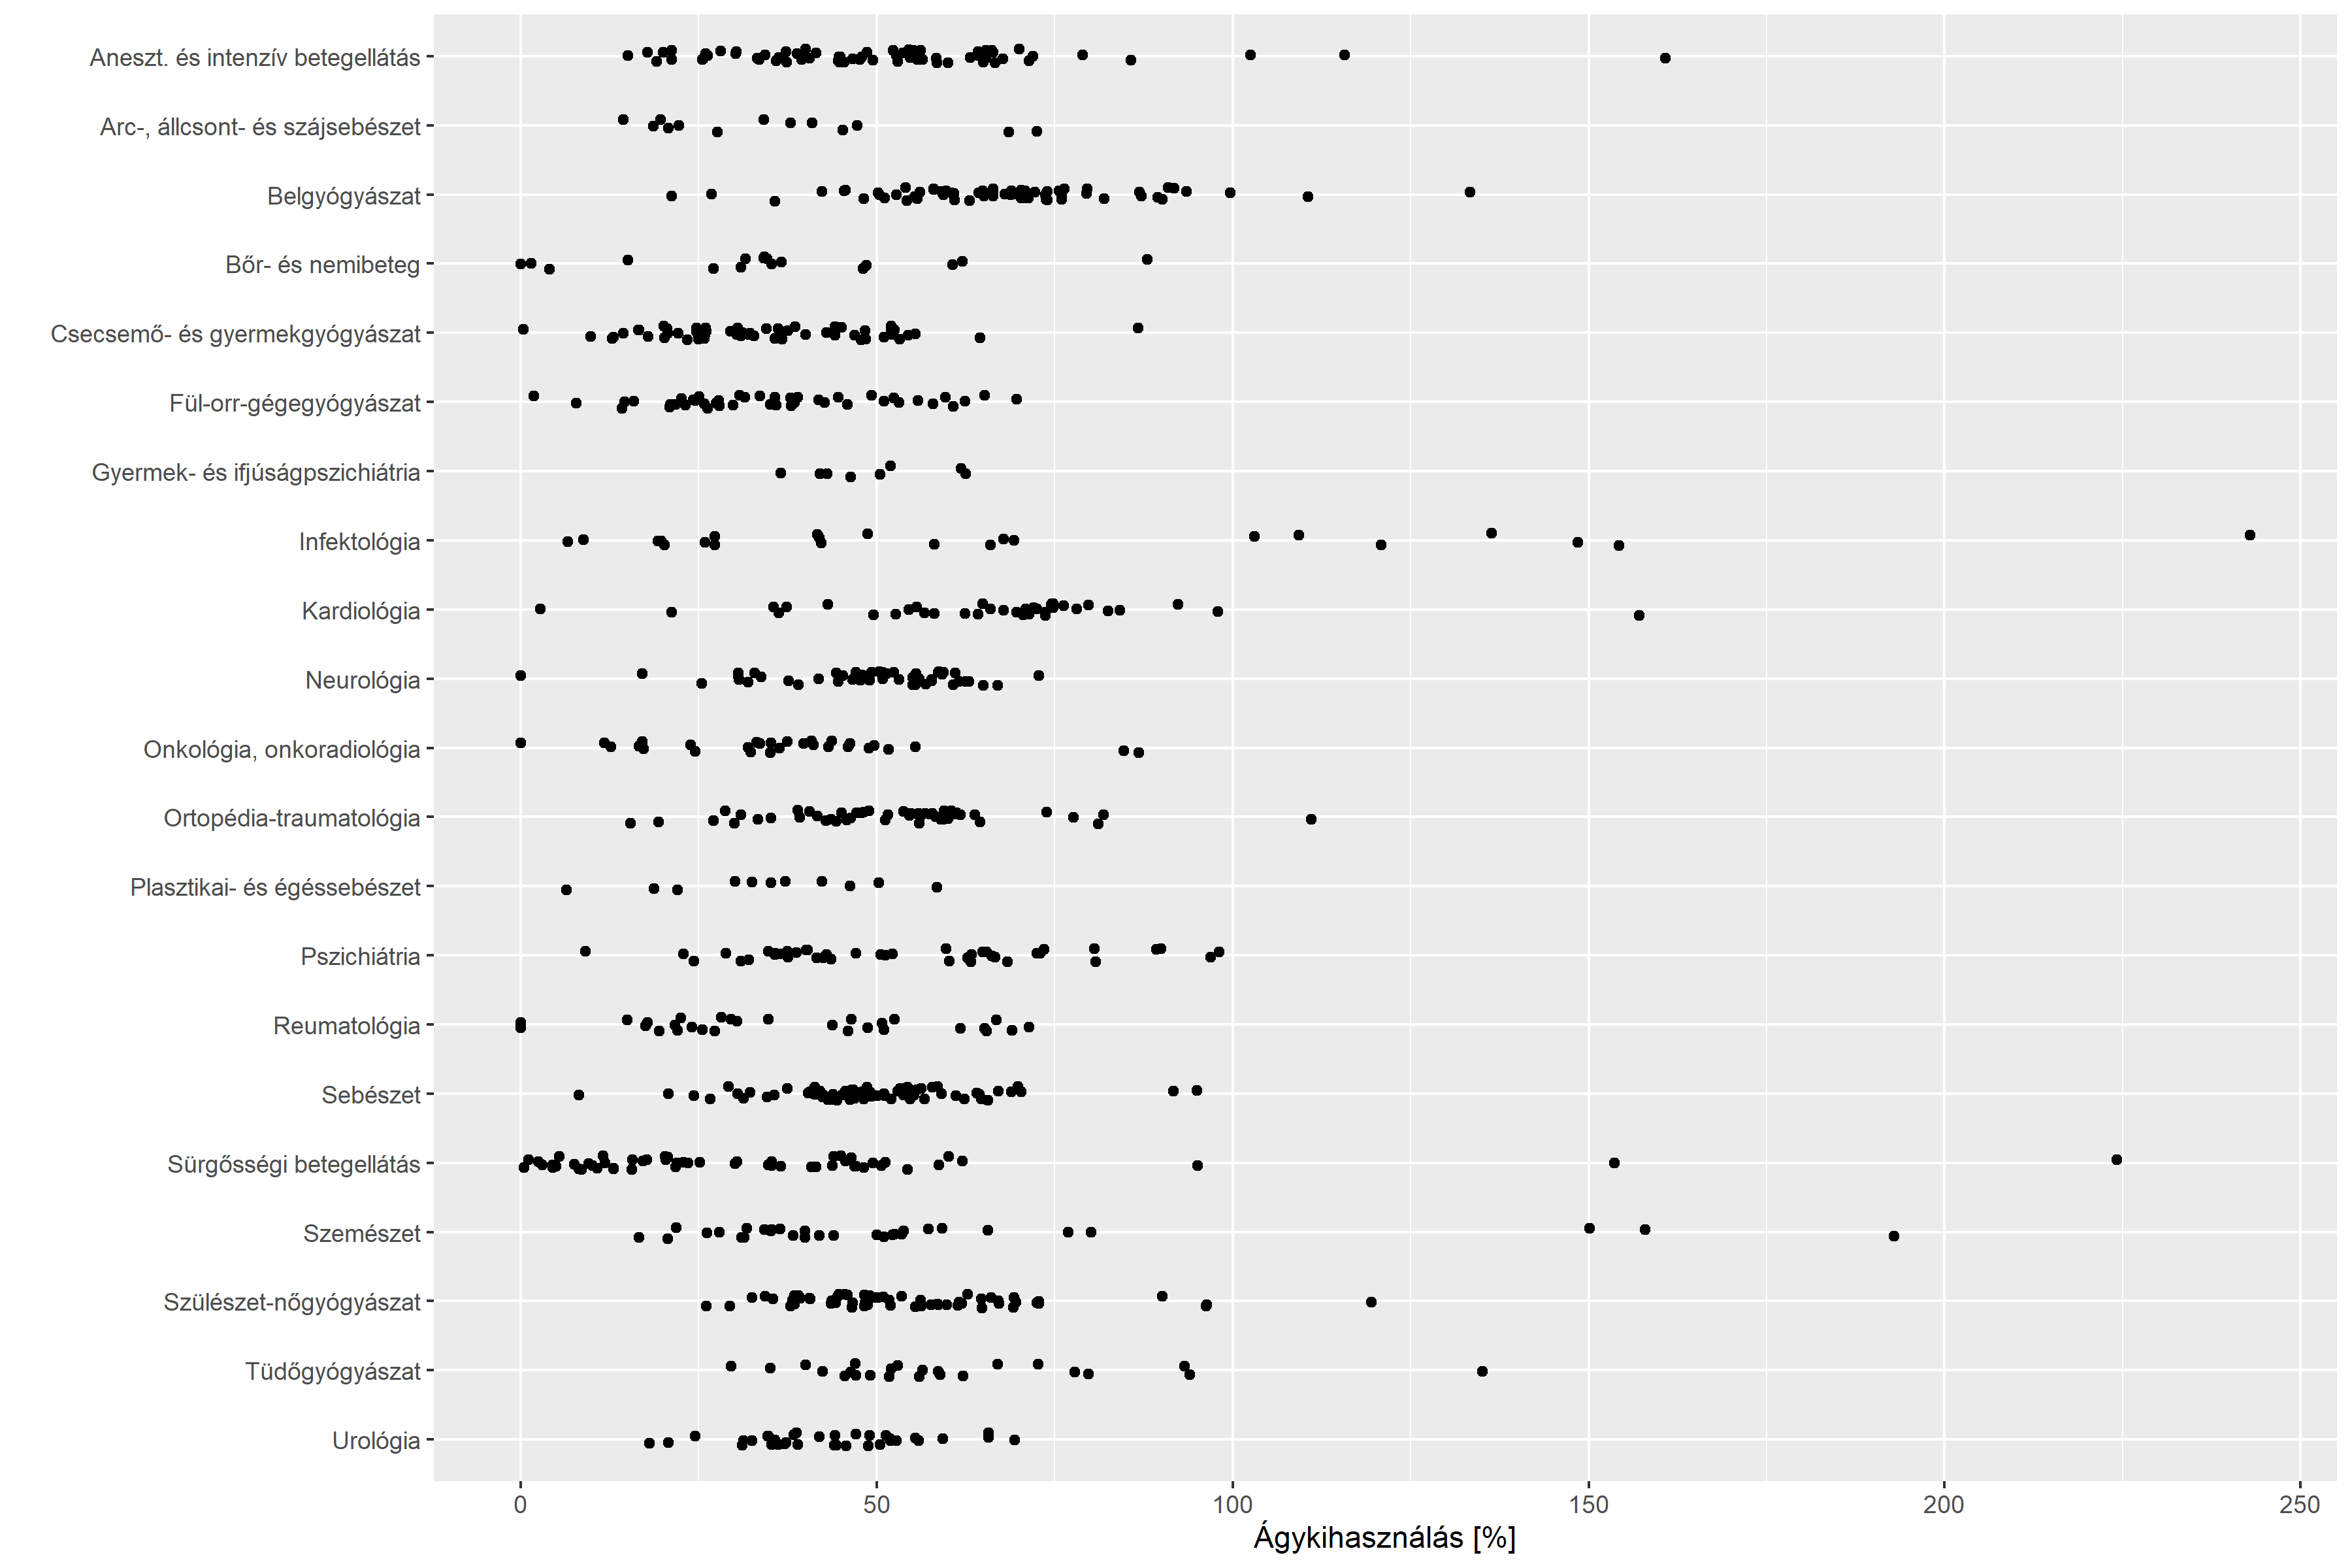 Aneszt. és intenzív betegellátás
Arc-, állcsont- és szájsebészet
Belgyógyászat
Bőr- és nemibeteg
Csecsemő- és gyermekgyógyászat
Fül-orr-gégegyógyászat
Gyermek- és ifjúságpszichiátria
Infektológia
Kardiológia
Neurológia
Onkológia, onkoradiológia
Ortopédia-traumatológia
Plasztikai- és égéssebészet
Pszichiátria
Reumatológia
Sebészet
Sürgősségi betegellátás
Szemészet
Szülészet-nőgyógyászat
Tüdőgyógyászat
Urológia
0 50 100 150 200 250
Ágykihasználás [%]